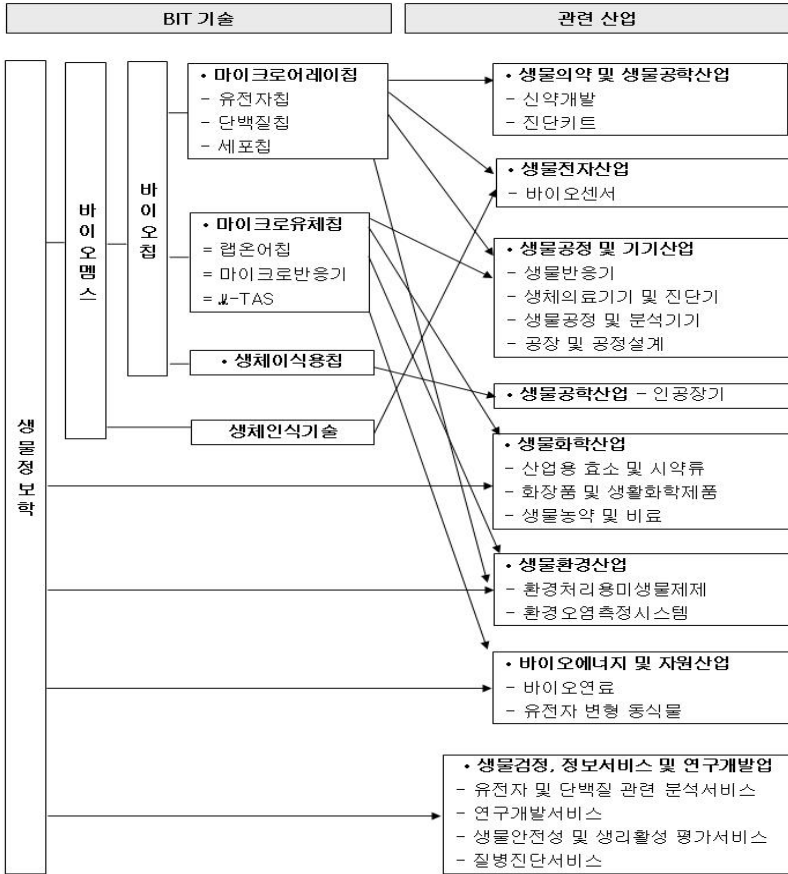 BIT 기술
관련 산업
생물정보학
바이오멤스
바이오칩
• 마이크로어레이칩
- 유전자칩
- 단백질칩
- 세포칩
• 마이크로유체칩
= 랩온어칩
= 마이크로반응기
= μ-TAS
• 생체이식용칩
생체인식기술
• 생물의약 및 생물공학산업
- 신약개발
- 진단키트
• 생물전자산업
- 바이오센서
• 생물공정 및 기기산업
- 생물반응기
- 생체의료기기 및 진단기
- 생물공정 및 분석기기
- 공장 및 공정설계
• 생물공학산업 - 인공장기
• 생물화학산업
- 산업용 효소 및 시약류
- 화장품 및 생활화학제품
- 생물농약 및 비료
• 생물환경산업
- 환경처리용미생물제제
- 환경오염측정시스템
• 바이오에너지 및 자원산업
- 바이오연료
- 유전자 변형 동식물
• 생물검정, 정보서비스 및 연구개발업
- 유전자 및 단백질 관련 분석서비스
- 연구개발서비스
- 생물안전성 및 생리활성 평가서비스
- 질병진단서비스